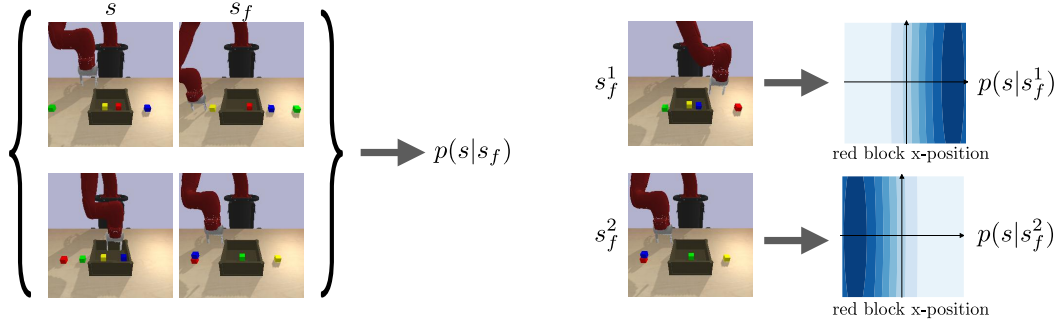 s s_f
p(s|s_f)
s_f^1
p(s|s_f^1)
red block x-position
s_f^2
p(s|s_f^2)
red block x-position